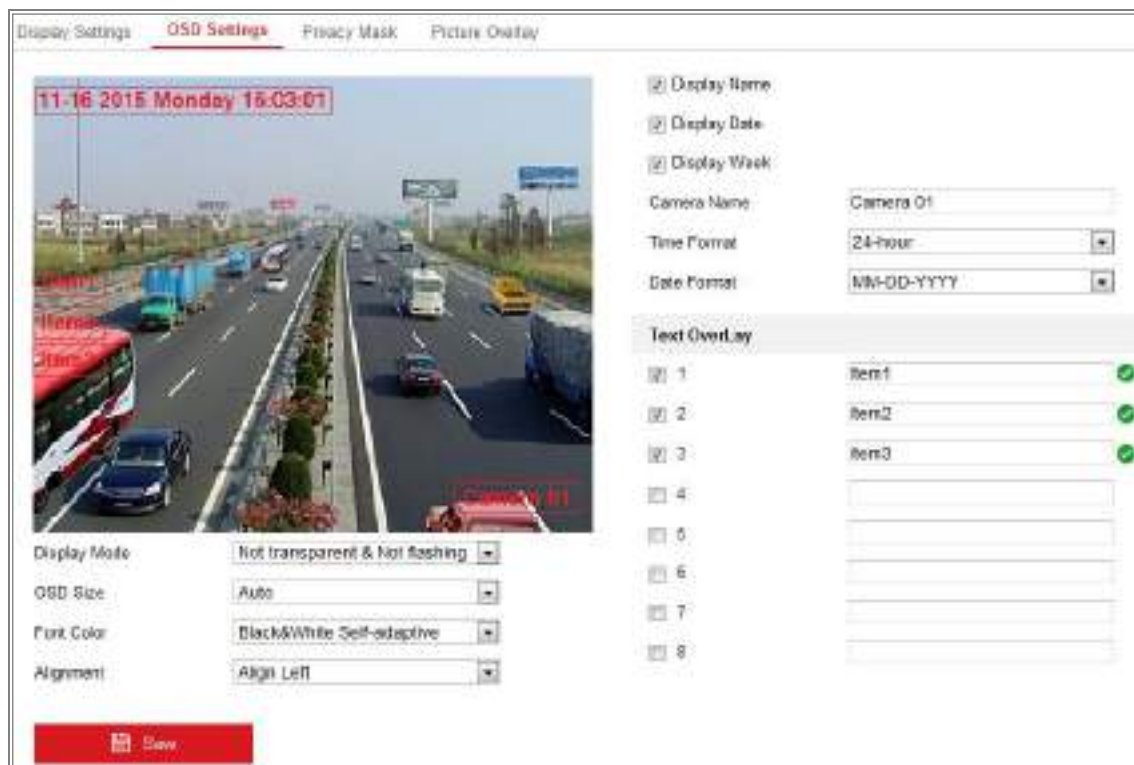 Display Settings OSD Settings Privacy Mask Picture Overlay
11-16 2015 Monday 15:03:01
Display Name
Display Date
Display Week
Camera Name Camera 01
Time Format 24-hour
Date Format MM-DD-YYYY
Text OverLay
1 Item1
2 Item2
3 Item3
4
5
6
7
8
Camera 01
Display Mode Not transparent & Not flashing
OSD Size Auto
Font Color Black&White Self-adaptive
Alignment Align Left
Save